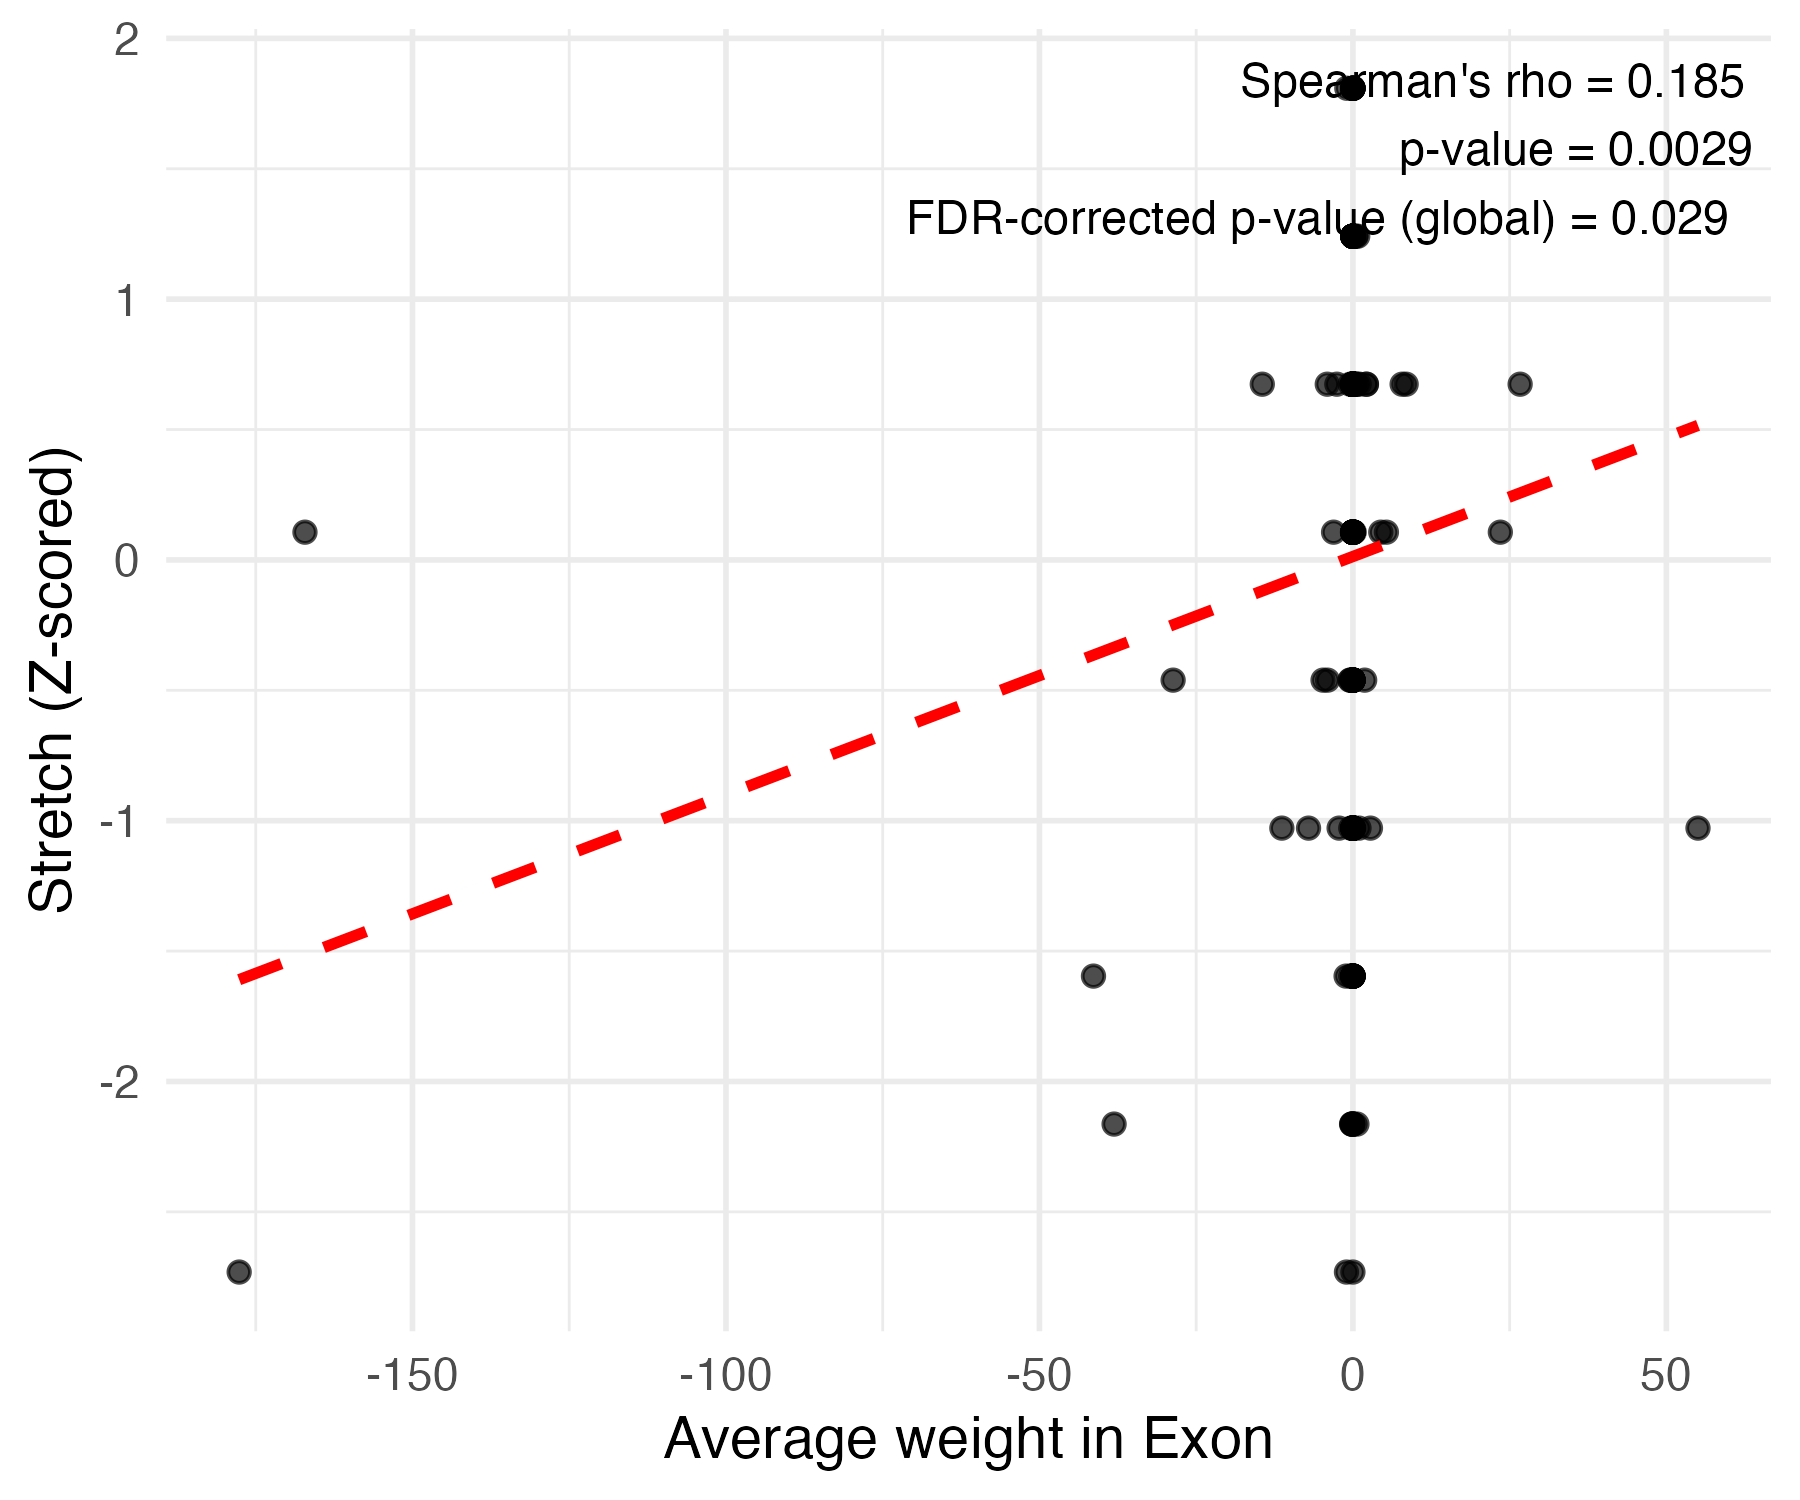 2
Spearman's rho = 0.185
p-value = 0.0029
FDR-corrected p-value (global) = 0.029
1
0
-1
-2
Stretch (Z-scored)
-150 -100 -50 0 50
Average weight in Exon